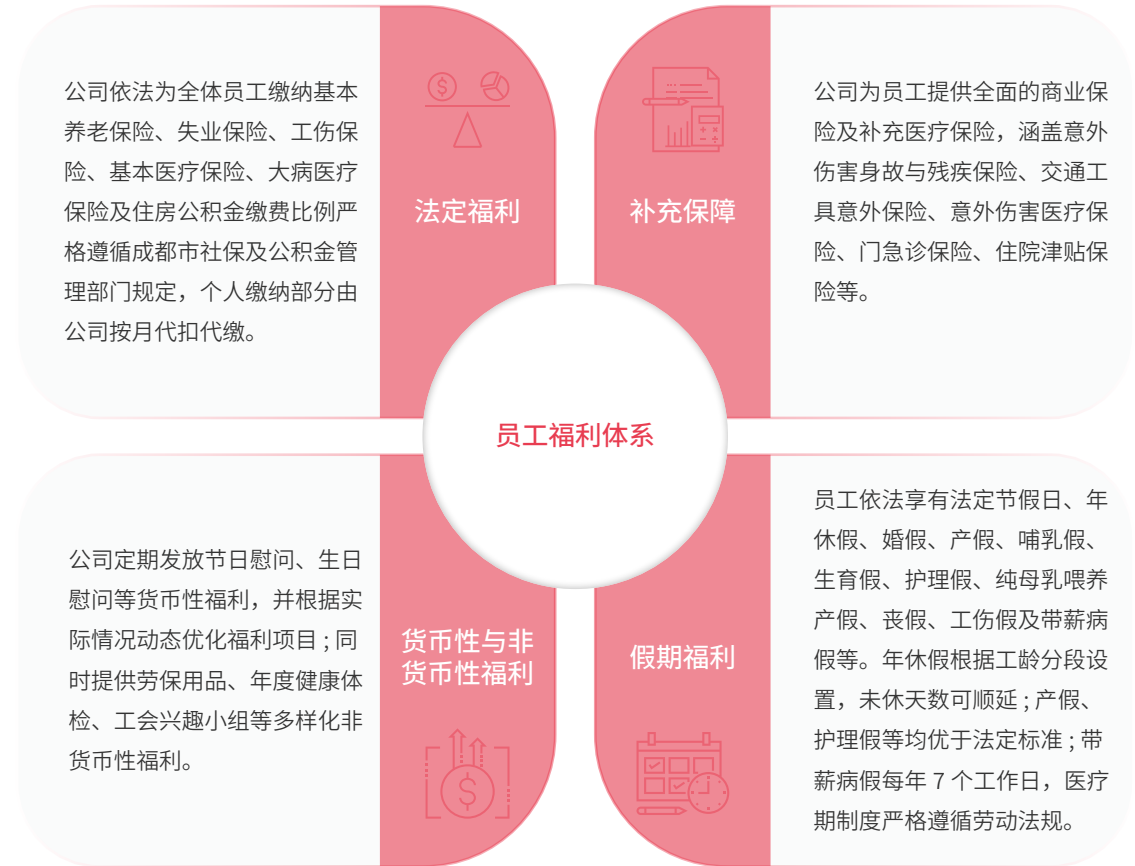 公司依法为全体员工缴纳基本
养老保险、失业保险、工伤保
险、基本医疗保险、大病医疗
保险及住房公积金缴费比例严
格遵循成都市社保及公积金管
理部门规定，个人缴纳部分由
公司按月代扣代缴。
法定福利
补充保障
公司为员工提供全面的商业保
险及补充医疗保险，涵盖意外
伤害身故与残疾保险、交通工
具意外保险、意外伤害医疗保
险、门急诊保险、住院津贴保
险等。
员工福利体系
公司定期发放节日慰问、生日
慰问等货币性福利，并根据实
际情况动态优化福利项目；同
时提供劳保用品、年度健康体
检、工会兴趣小组等多样化非
货币性福利。
货币性与非
货币性福利
假期福利
员工依法享有法定节假日、年
休假、婚假、产假、哺乳假、
生育假、护理假、纯母乳喂养
产假、丧假、工伤假及带薪病
假等。年休假根据工龄分段设
置，未休天数可顺延；产假、
护理假等均优于法定标准；带
薪病假每年 7 个工作日，医疗
期制度严格遵循劳动法规。